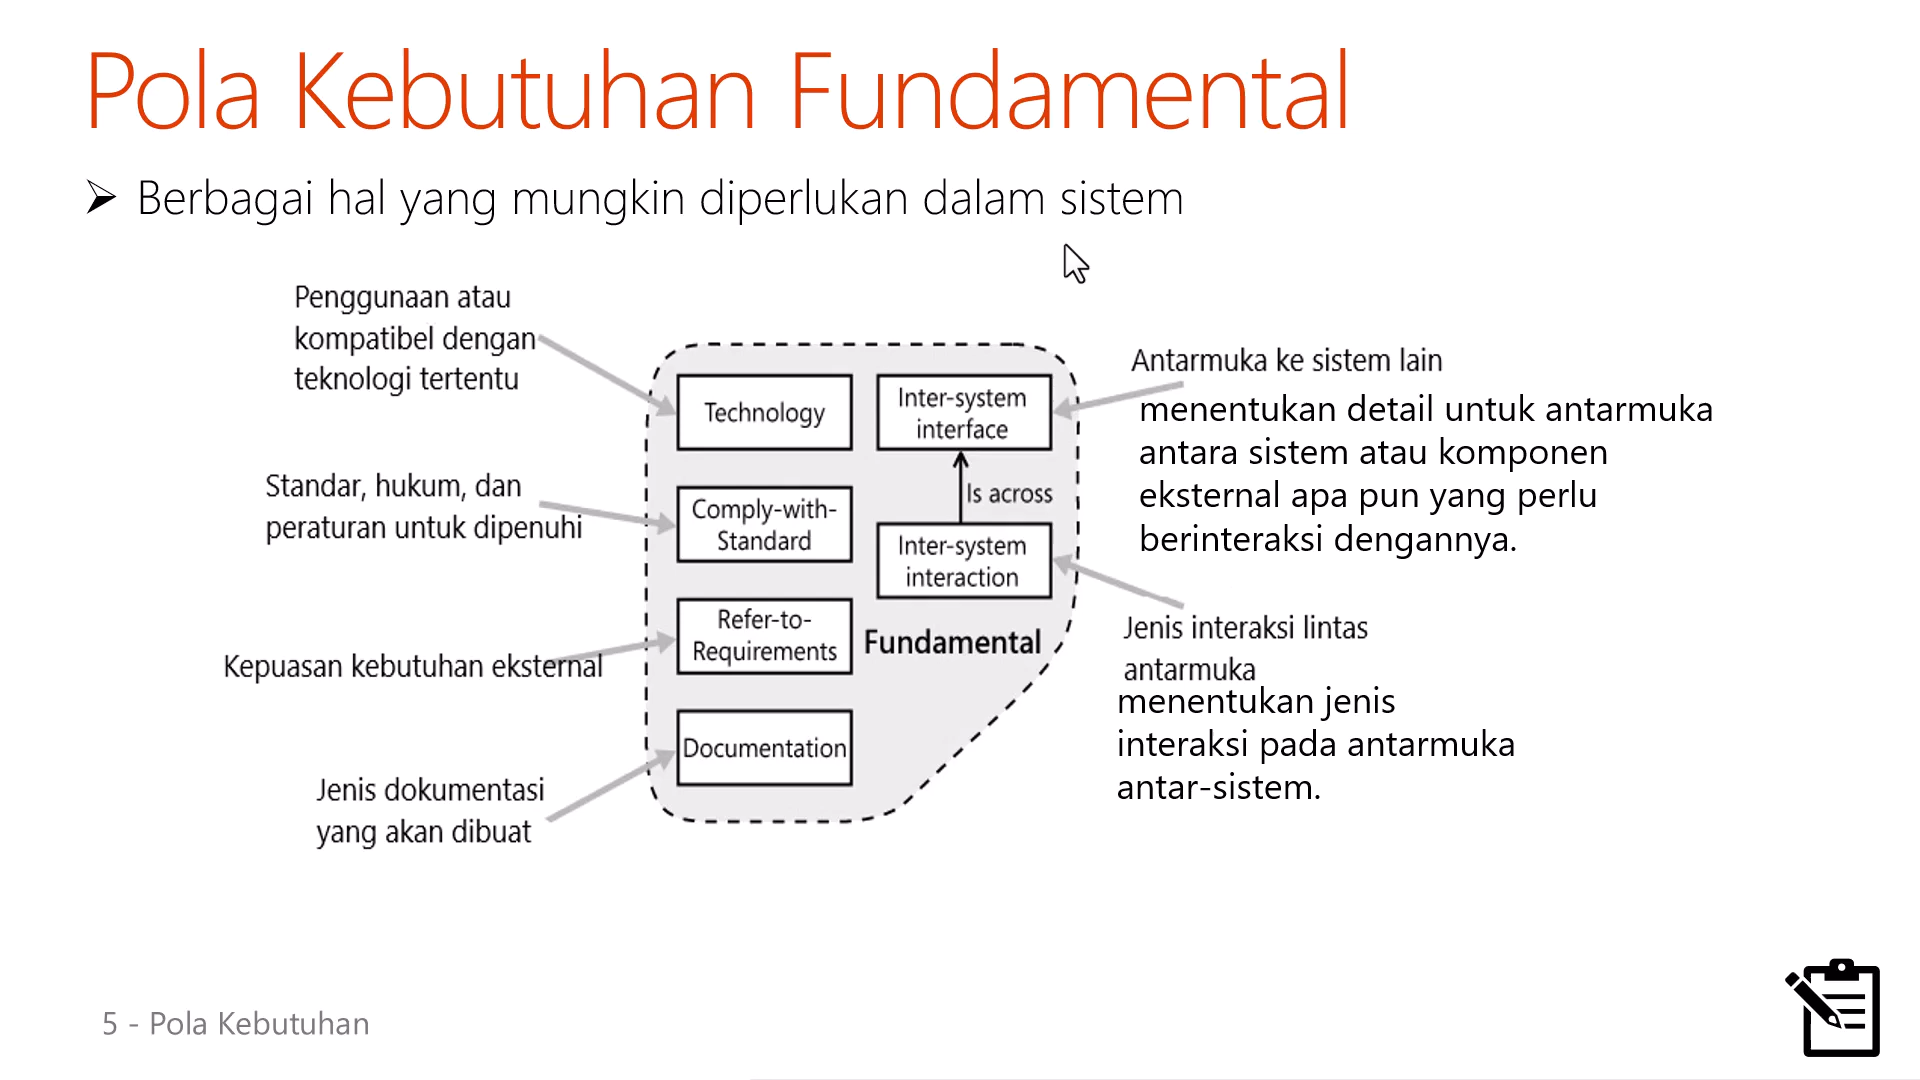 Pola Kebutuhan Fundamental
Berbagai hal yang mungkin diperlukan dalam sistem
Penggunaan atau
kompatibel dengan
teknologi tertentu
Standar, hukum, dan
peraturan untuk dipenuhi
Kepuasan kebutuhan eksternal
Jenis dokumentasi
yang akan dibuat
Technology
Comply-with-
Standard
Refer-to-
Requirements
Documentation
Inter-system
interface
Is across
Inter-system
interaction
Fundamental
Antarmuka ke sistem lain
menentukan detail untuk antarmuka
antara sistem atau komponen
eksternal apa pun yang perlu
berinteraksi dengannya.
Jenis interaksi lintas
antarmuka
menentukan jenis
interaksi pada antarmuka
antar-sistem.
5 - Pola Kebutuhan